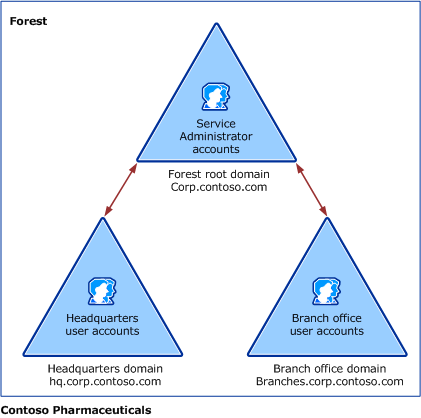 Forest
Service
Administrator
accounts
Forest root domain
Corp.contoso.com
Headquarters
user accounts
Branch office
user accounts
Headquarters domain
hq.corp.contoso.com
Branch office domain
Branches.corp.contoso.com
Contoso Pharmaceuticals